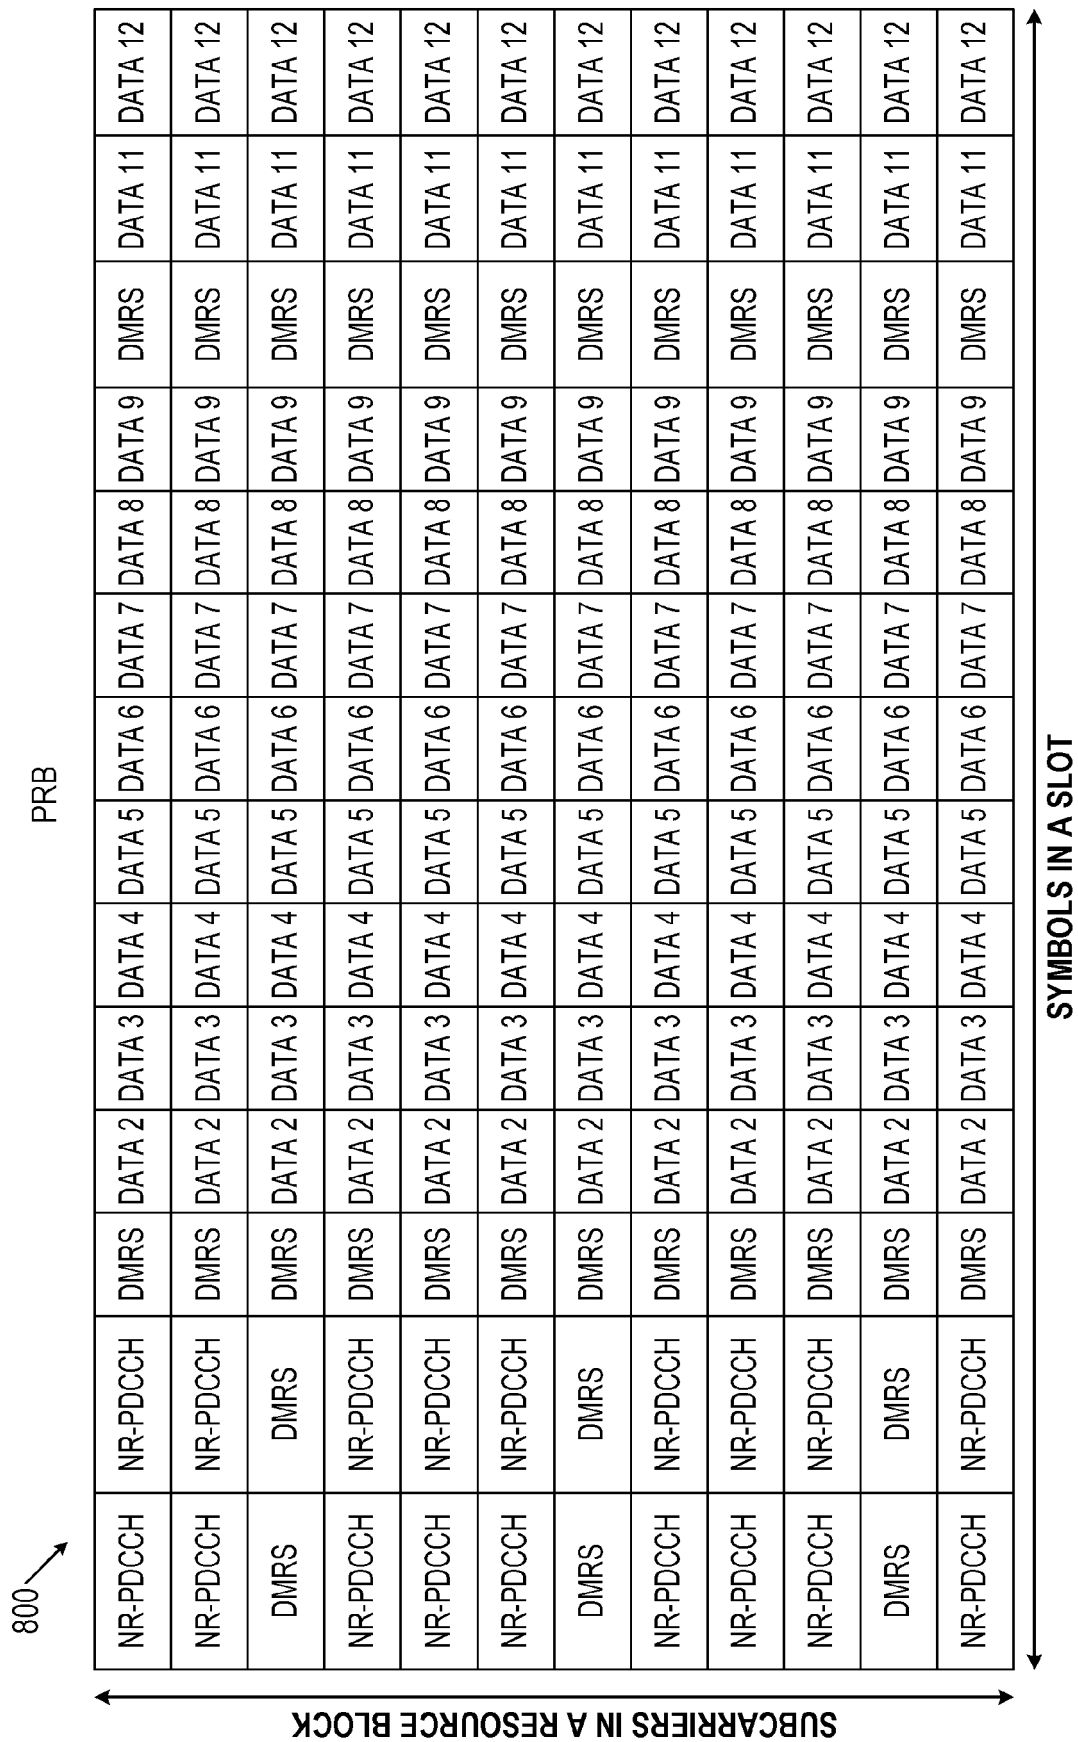 800
PRB
SUBCARRIERS IN A RESOURCE BLOCK
NR-PDCCH NR-PDCCH DMRS DATA 2 DATA 3 DATA 4 DATA 5 DATA 6 DATA 7 DATA 8 DATA 9 DMRS DATA 11 DATA 12
NR-PDCCH NR-PDCCH DMRS DATA 2 DATA 3 DATA 4 DATA 5 DATA 6 DATA 7 DATA 8 DATA 9 DMRS DATA 11 DATA 12
DMRS DMRS DMRS DATA 2 DATA 3 DATA 4 DATA 5 DATA 6 DATA 7 DATA 8 DATA 9 DMRS DATA 11 DATA 12
NR-PDCCH NR-PDCCH DMRS DATA 2 DATA 3 DATA 4 DATA 5 DATA 6 DATA 7 DATA 8 DATA 9 DMRS DATA 11 DATA 12
NR-PDCCH NR-PDCCH DMRS DATA 2 DATA 3 DATA 4 DATA 5 DATA 6 DATA 7 DATA 8 DATA 9 DMRS DATA 11 DATA 12
NR-PDCCH NR-PDCCH DMRS DATA 2 DATA 3 DATA 4 DATA 5 DATA 6 DATA 7 DATA 8 DATA 9 DMRS DATA 11 DATA 12
DMRS DMRS DMRS DATA 2 DATA 3 DATA 4 DATA 5 DATA 6 DATA 7 DATA 8 DATA 9 DMRS DATA 11 DATA 12
NR-PDCCH NR-PDCCH DMRS DATA 2 DATA 3 DATA 4 DATA 5 DATA 6 DATA 7 DATA 8 DATA 9 DMRS DATA 11 DATA 12
NR-PDCCH NR-PDCCH DMRS DATA 2 DATA 3 DATA 4 DATA 5 DATA 6 DATA 7 DATA 8 DATA 9 DMRS DATA 11 DATA 12
NR-PDCCH NR-PDCCH DMRS DATA 2 DATA 3 DATA 4 DATA 5 DATA 6 DATA 7 DATA 8 DATA 9 DMRS DATA 11 DATA 12
DMRS DMRS DMRS DATA 2 DATA 3 DATA 4 DATA 5 DATA 6 DATA 7 DATA 8 DATA 9 DMRS DATA 11 DATA 12
NR-PDCCH NR-PDCCH DMRS DATA 2 DATA 3 DATA 4 DATA 5 DATA 6 DATA 7 DATA 8 DATA 9 DMRS DATA 11 DATA 12
SYMBOLS IN A SLOT